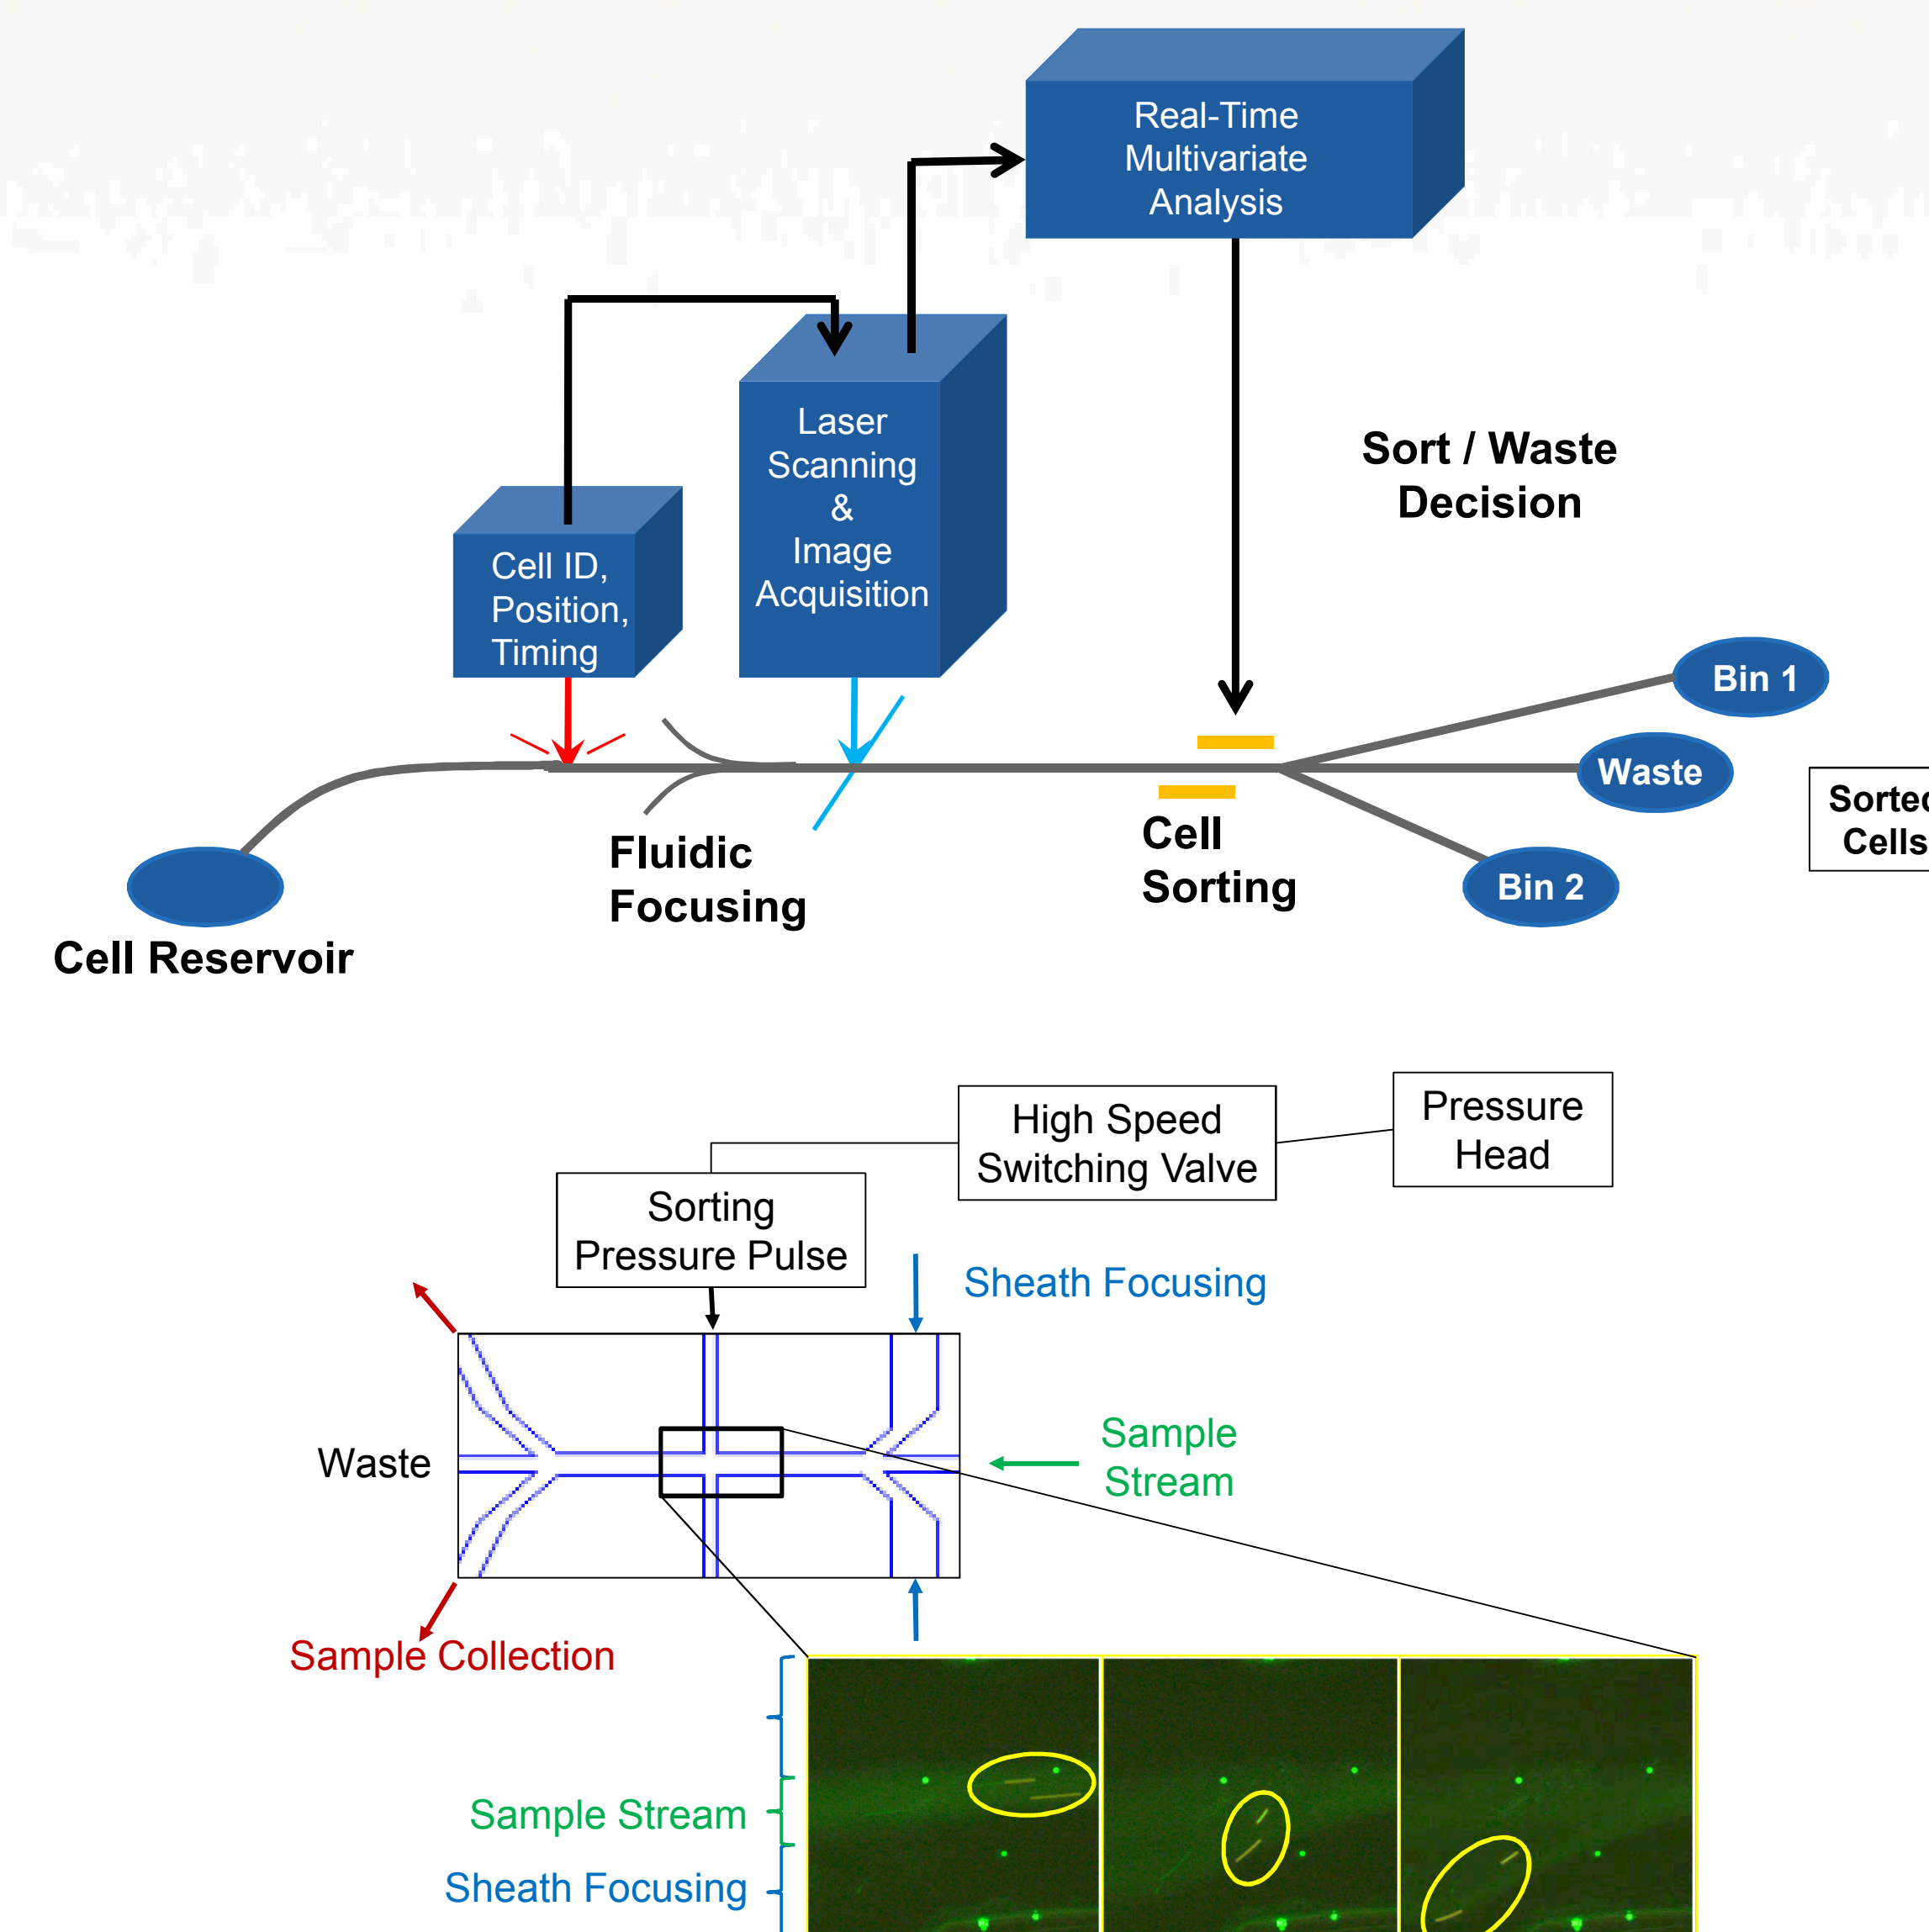 Real-Time
Multivariate
Analysis
Laser
Scanning
&
Image
Acquisition
Sort / Waste
Decision
Cell ID,
Position,
Timing
Bin 1
Waste
Sorted
Cells
Bin 2
Cell
Sorting
Fluidic
Focusing
Cell Reservoir
Pressure
Head
High Speed
Switching Valve
Sorting
Pressure Pulse
Sheath Focusing
Sample
Stream
Waste
Sample Collection
Sample Stream
Sheath Focusing